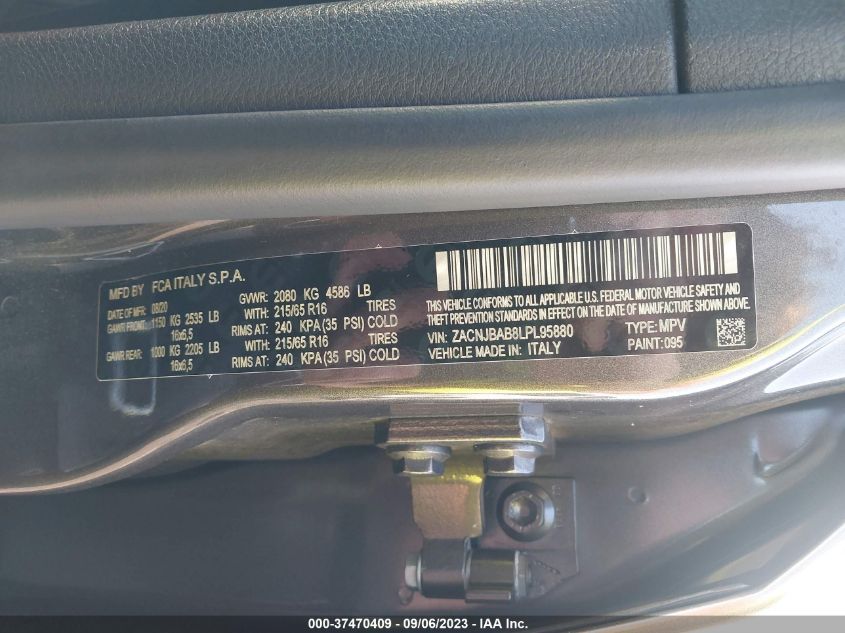 MFD BY FCA ITALY S.P.A.
DATE OF MFR: 08/20 GVWR: 2080 KG 4586 LB
GAWR FRONT: 1150 KG 2535 LB WITH: 215/65 R16 TIRES
16x6,5 RIMS AT: 240 KPA (35 PSI) COLD
GAWR REAR: 1000 KG 2205 LB WITH: 215/65 R16 TIRES
16x6,5 RIMS AT: 240 KPA (35 PSI) COLD
THIS VEHICLE CONFORMS TO ALL APPLICABLE U.S. FEDERAL MOTOR VEHICLE SAFETY AND
THEFT PREVENTION STANDARDS IN EFFECT ON THE DATE OF MANUFACTURE SHOWN ABOVE.
VIN: ZACNJBAB8LPL95880 TYPE: MPV
VEHICLE MADE IN: ITALY PAINT: 095
000-37470409 - 09/06/2023 - IAA Inc.